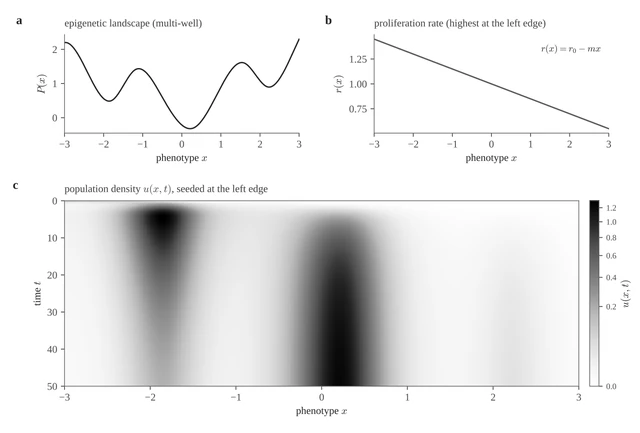 a
epigenetic landscape (multi-well)
2
1
0
P(x)
−3 −2 −1 0 1 2 3
phenotype x
b
proliferation rate (highest at the left edge)
r(x) = r₀ − mx
1.25
1.00
0.75
r(x)
−3 −2 −1 0 1 2 3
phenotype x
c
population density u(x, t), seeded at the left edge
0
10
20
30
40
50
time t
−3 −2 −1 0 1 2 3
phenotype x
1.2
1.0
0.8
0.6
0.4
0.2
0.0
u(x, t)